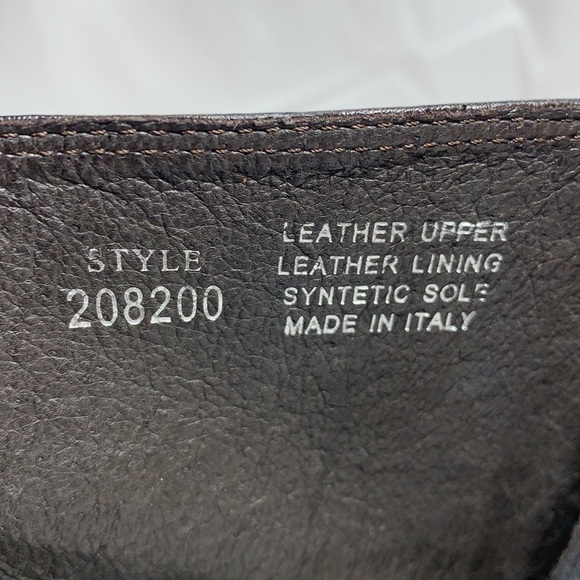 STYLE
208200
LEATHER UPPER
LEATHER LINING
SYNTETIC SOLE
MADE IN ITALY